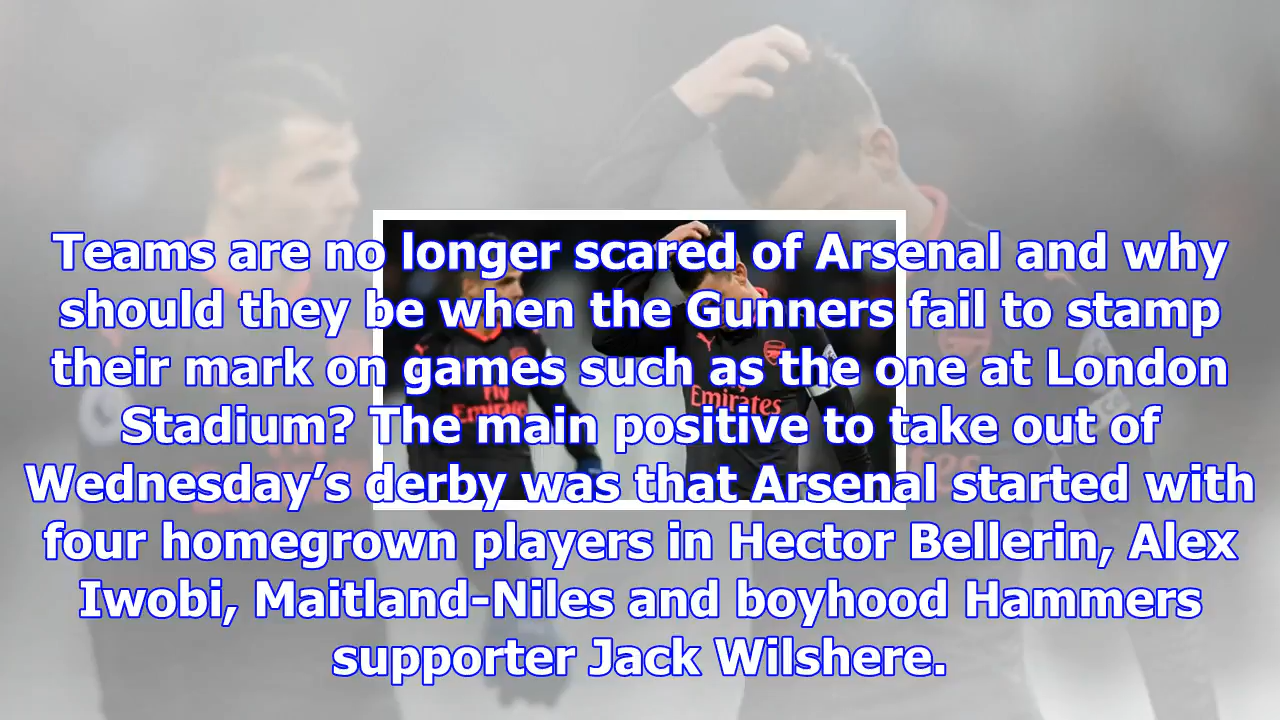 Teams are no longer scared of Arsenal and why
should they be when the Gunners fail to stamp
their mark on games such as the one at London
Stadium? The main positive to take out of
Wednesday’s derby was that Arsenal started with
four homegrown players in Hector Bellerin, Alex
Iwobi, Maitland-Niles and boyhood Hammers
supporter Jack Wilshere.
Fly
Emirates
Emirates